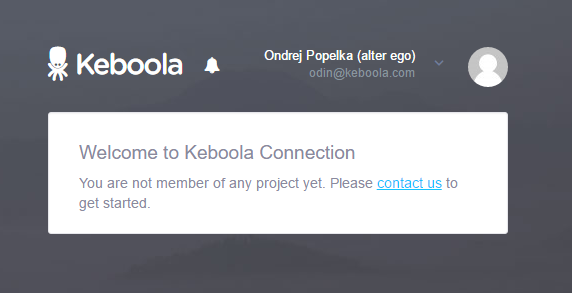 Keboola
Ondrej Popelka (alter ego)
odin@keboola.com
Welcome to Keboola Connection
You are not member of any project yet. Please contact us to
get started.